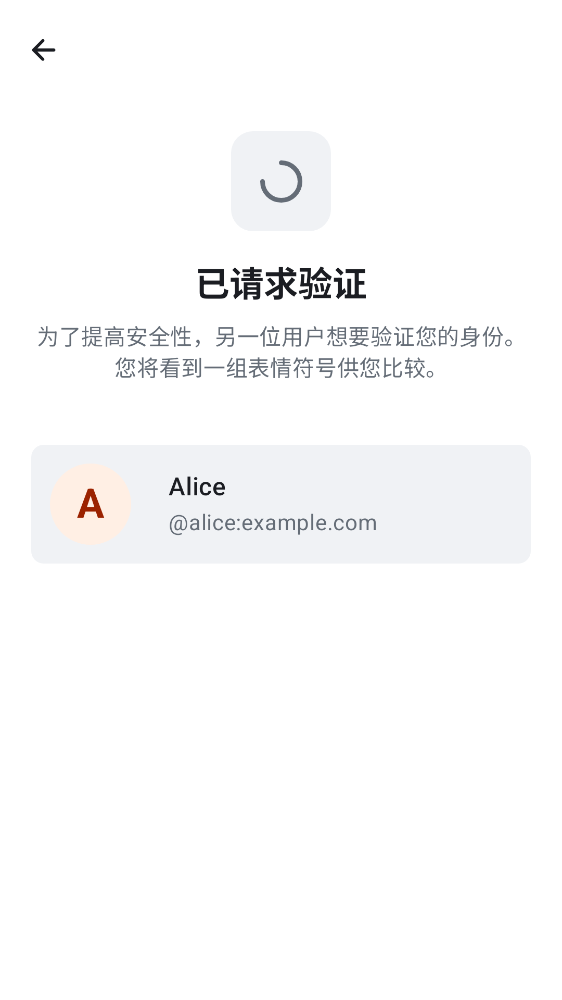 已请求验证
为了提高安全性，另一位用户想要验证您的身份。
您将看到一组表情符号供您比较。
A
Alice
@alice:example.com